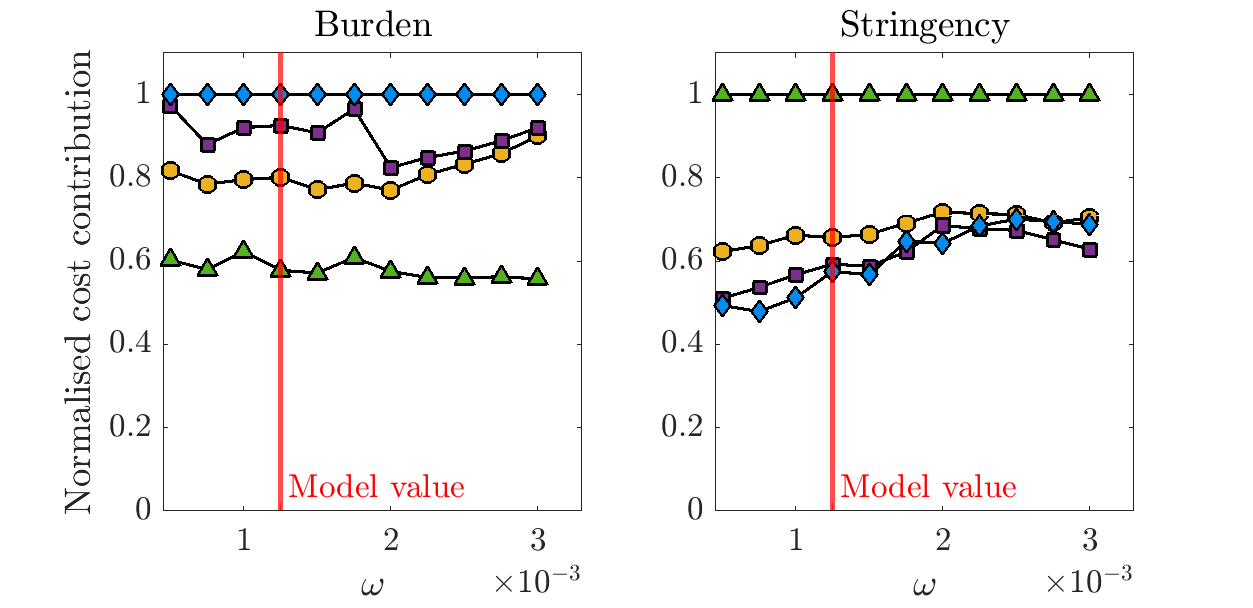 Burden
Normalised cost contribution
1
0.8
0.6
0.4
0.2
0
Model value
1 2 3
ω
×10⁻³
Stringency
1
0.8
0.6
0.4
0.2
0
Model value
1 2 3
ω
×10⁻³